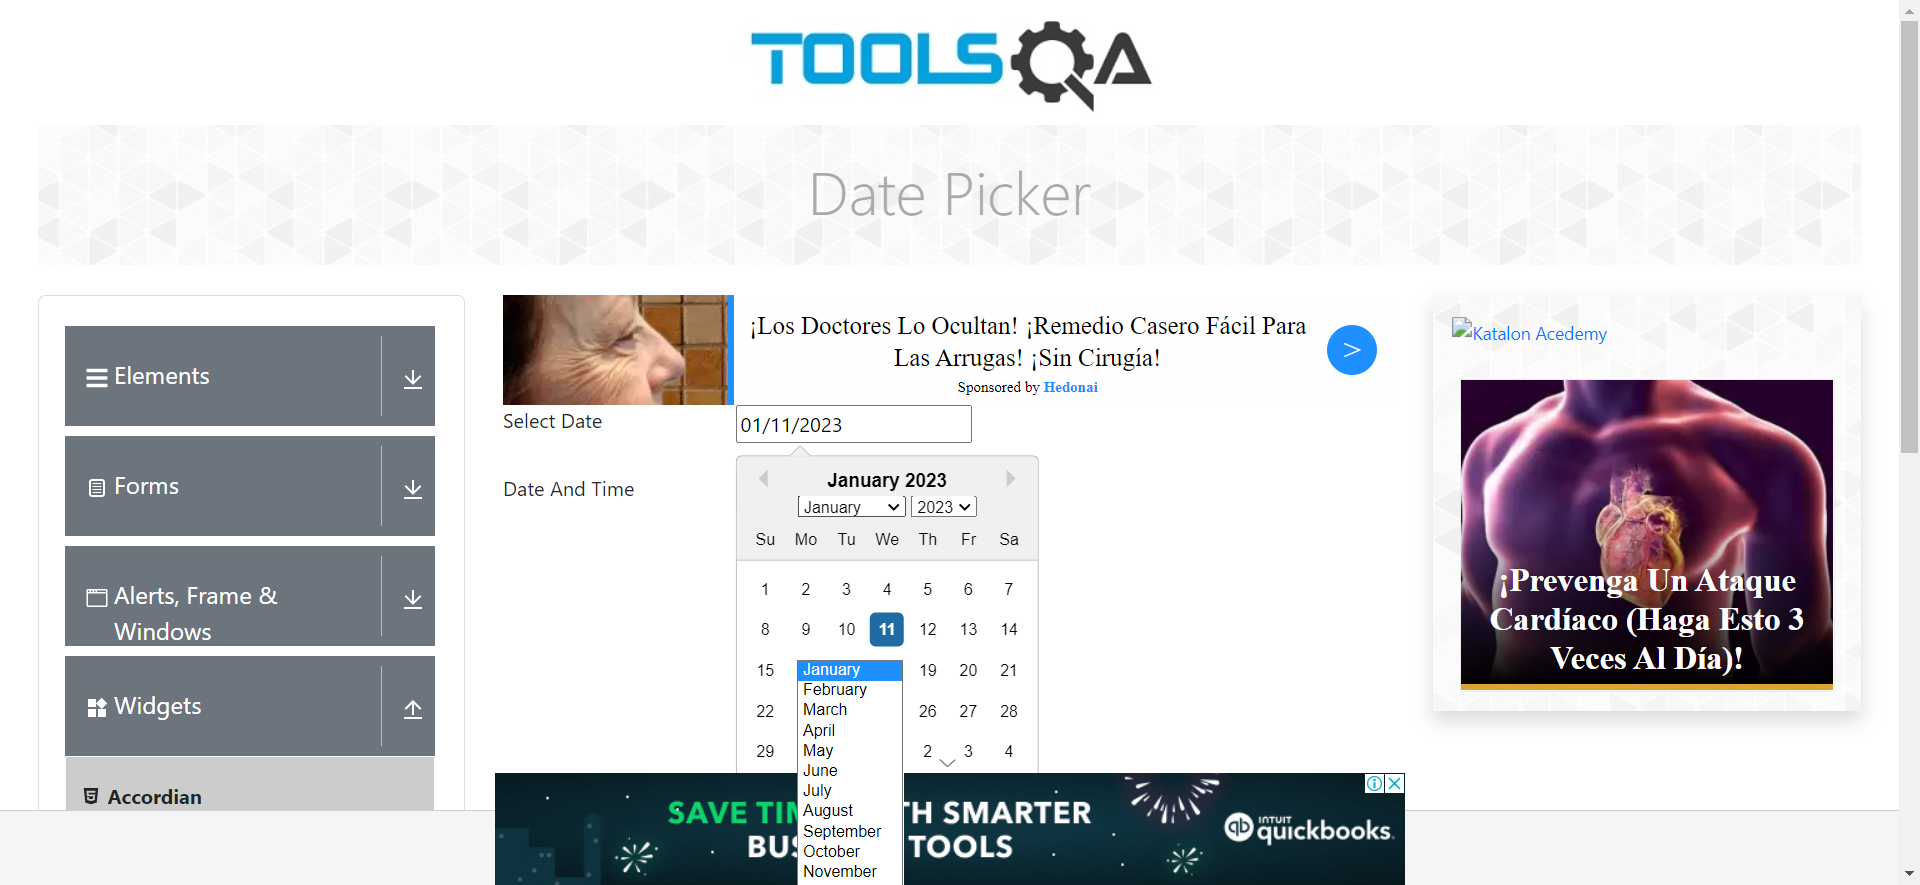 TOOLSQA
Date Picker
Elements
Forms
Alerts, Frame &
Windows
Widgets
Accordian
¡Los Doctores Lo Ocultan! ¡Remedio Casero Fácil Para
Las Arrugas! ¡Sin Cirugía!
Sponsored by Hedonai
>
Select Date
01/11/2023
Date And Time
January 2023
January 2023
Su Mo Tu We Th Fr Sa
1 2 3 4 5 6 7
8 9 10 11 12 13 14
15 19 20 21
22 26 27 28
29 2 3 4
January
February
March
April
May
June
July
August
September
October
November
SAVE TH SMARTER
TOOLS
INTUIT
quickbooks.
Katalon Acedemy
¡Prevenga Un Ataque
Cardíaco (Haga Esto 3
Veces Al Día)!